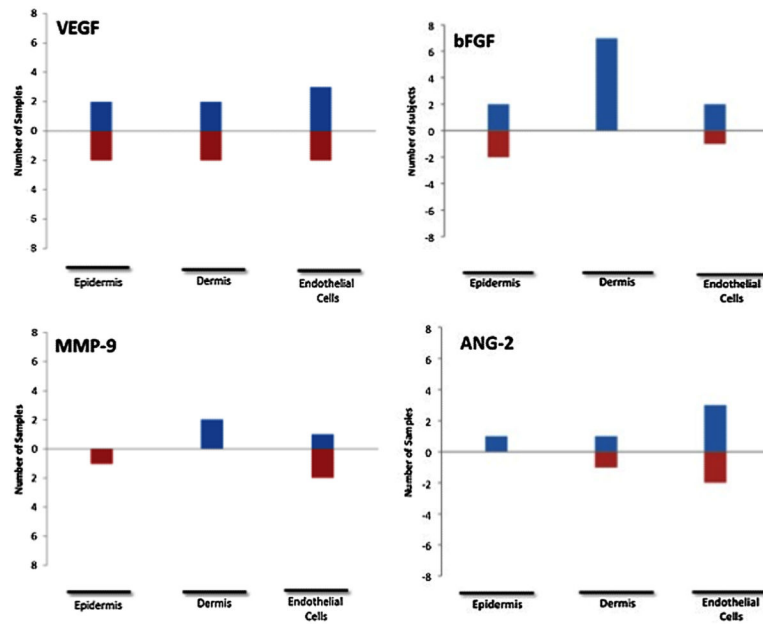 VEGF
Number of Samples
8
6
4
2
0
2
4
6
8
Epidermis
Dermis
Endothelial
Cells
bFGF
Number of subjects
8
6
4
2
0
-2
-4
-6
-8
Epidermis
Dermis
Endothelial
Cells
MMP-9
Number of Samples
8
6
4
2
0
2
4
6
8
Epidermis
Dermis
Endothelial
Cells
ANG-2
Number of Samples
8
6
4
2
0
-2
-4
-6
-8
Epidermis
Dermis
Endothelial
Cells